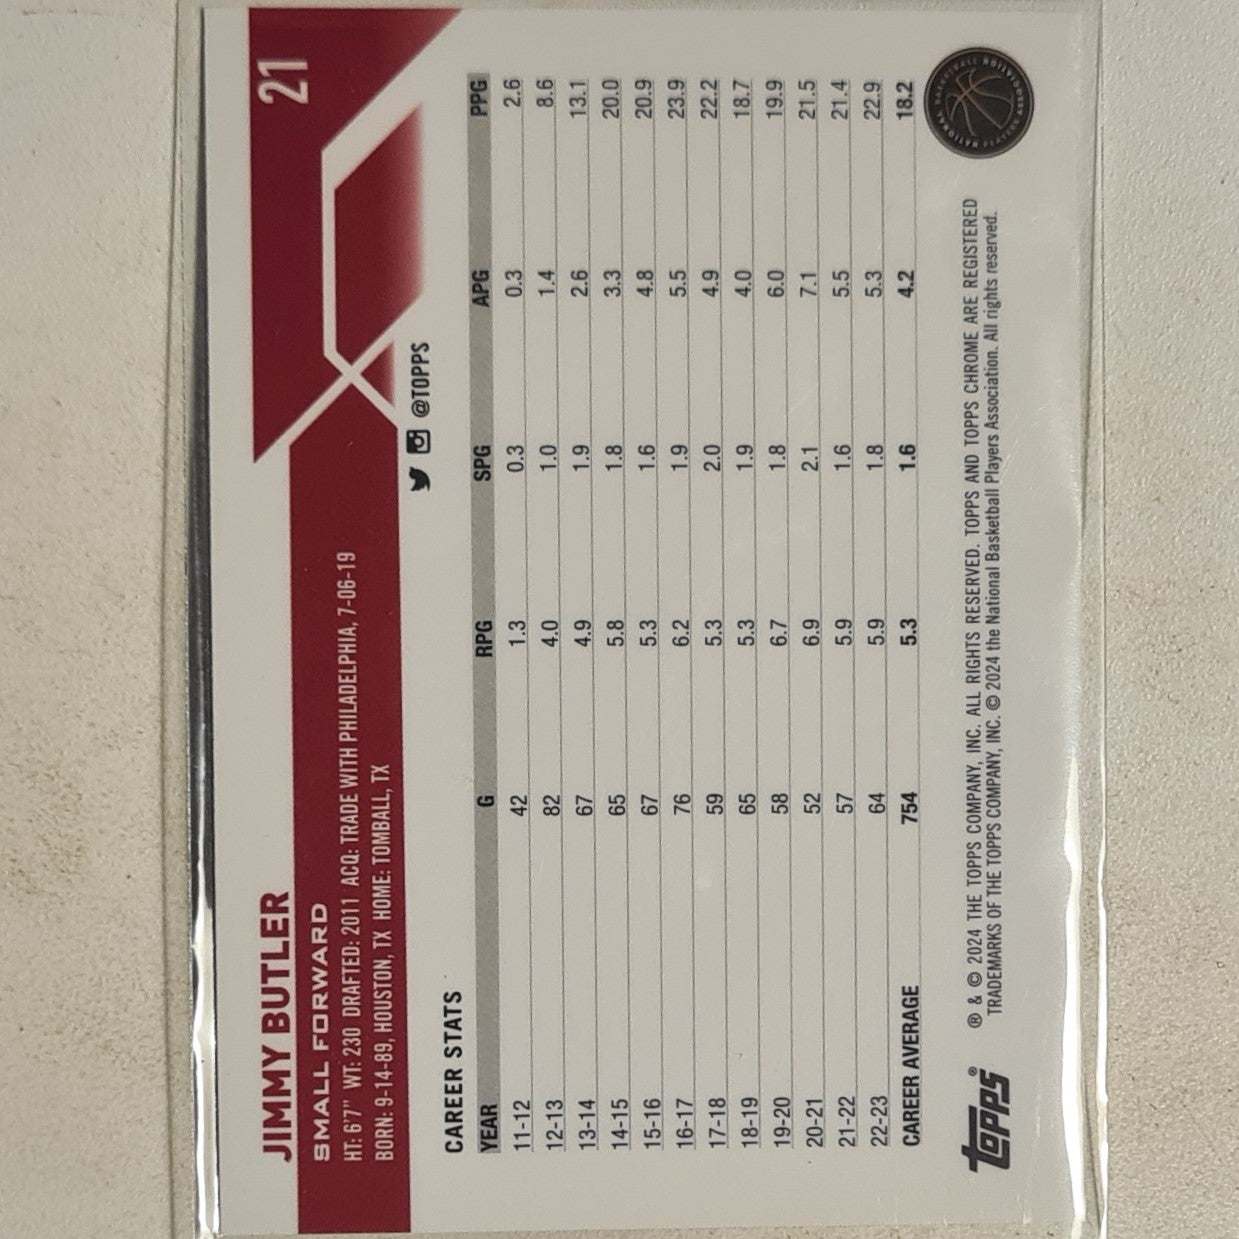 21
JIMMY BUTLER
SMALL FORWARD
HT: 6'7" WT: 230 DRAFTED: 2011 ACQ: TRADE WITH PHILADELPHIA, 7-06-19
BORN: 9-14-89, HOUSTON, TX HOME: TOMBALL, TX
@TOPPS
CAREER STATS
YEAR G RPG SPG APG PPG
11-12 42 1.3 0.3 0.3 2.6
12-13 82 4.0 1.0 1.4 8.6
13-14 67 4.9 1.9 2.6 13.1
14-15 65 5.8 1.8 3.3 20.0
15-16 67 5.3 1.6 4.8 20.9
16-17 76 6.2 1.9 5.5 23.9
17-18 59 5.3 2.0 4.9 22.2
18-19 65 5.3 1.9 4.0 18.7
19-20 58 6.7 1.8 6.0 19.9
20-21 52 6.9 2.1 7.1 21.5
21-22 57 5.9 1.6 5.5 21.4
22-23 64 5.9 1.8 5.3 22.9
CAREER AVERAGE 754 5.3 1.6 4.2 18.2
topps®
® & © 2024 THE TOPPS COMPANY, INC. ALL RIGHTS RESERVED. TOPPS AND TOPPS CHROME ARE REGISTERED
TRADEMARKS OF THE TOPPS COMPANY, INC. © 2024 the National Basketball Players Association. All rights reserved.
NATIONAL BASKETBALL PLAYERS ASSOCIATION